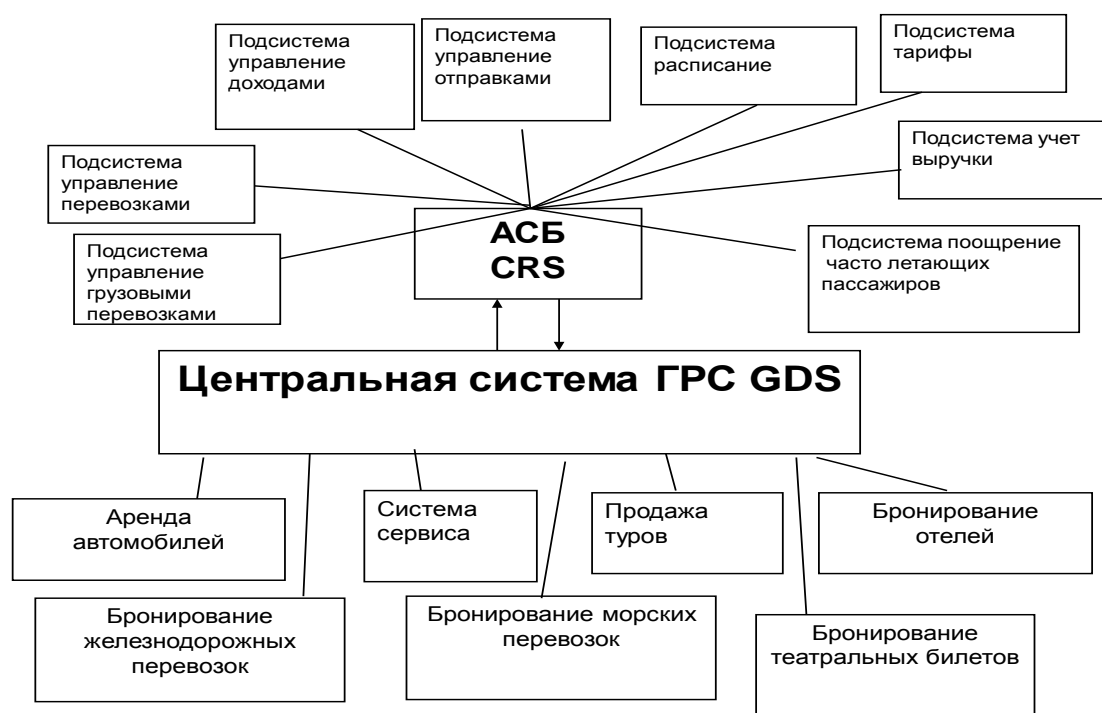 Подсистема
управление
доходами
Подсистема
управление
отправками
Подсистема
расписание
Подсистема
тарифы
Подсистема учет
выручки
Подсистема
управление
перевозками
АСБ
CRS
Подсистема поощрение
часто летающих
пассажиров
Подсистема
управление
грузовыми
перевозками
Центральная система ГРС GDS
Аренда
автомобилей
Система
сервиса
Продажа
туров
Бронирование
отелей
Бронирование
железнодорожных
перевозок
Бронирование морских
перевозок
Бронирование
театральных билетов